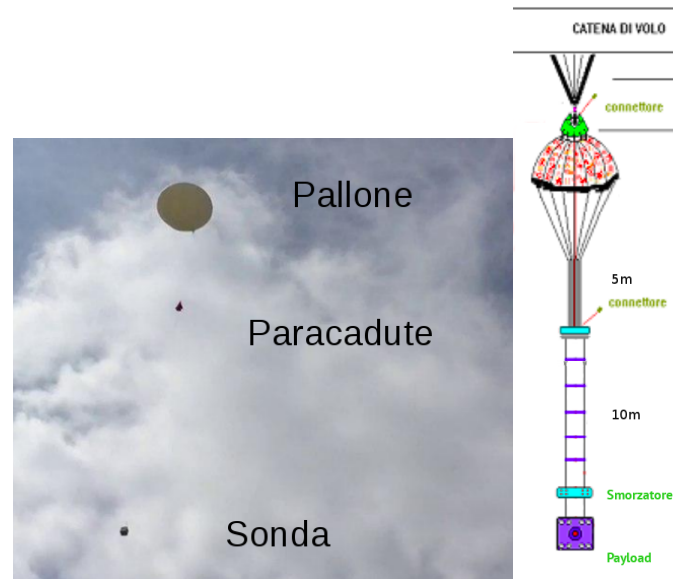 CATENA DI VOLO
connettore
Pallone
5m
connettore
Paracadute
10m
Smorzatore
Sonda
Payload